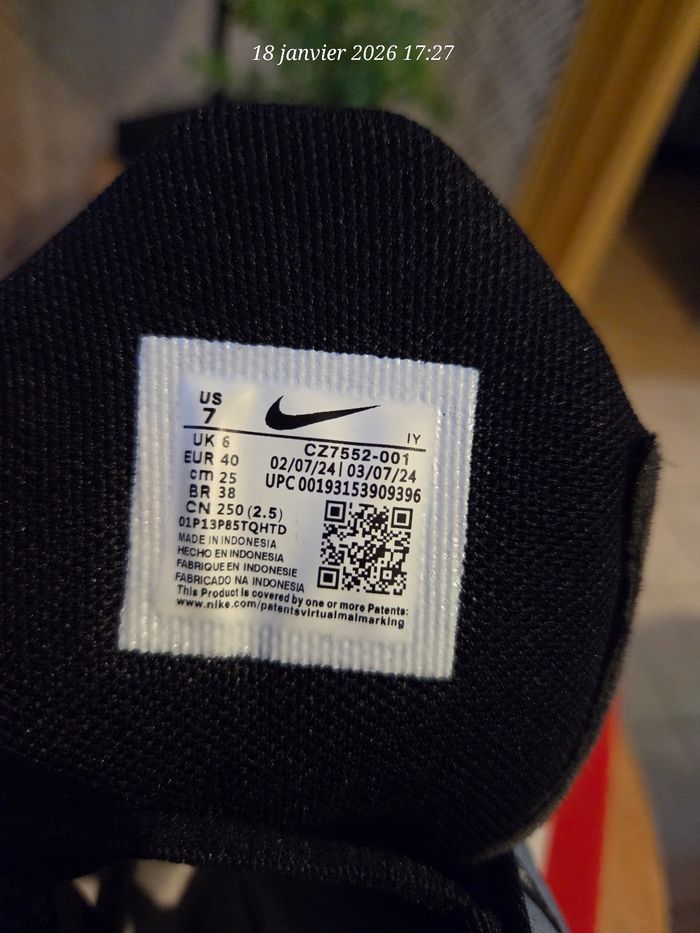 18 janvier 2026 17:27
US
7
IY
UK 6
CZ7552-001
EUR 40
02/07/24| 03/07/24
cm 25
UPC 00193153909396
BR 38
CN 250 (2.5)
01P13P85TQHTD
MADE IN INDONESIA
HECHO EN INDONESIA
FABRIQUE EN INDONESIE
FABRICADO NA INDONESIA
This Product is covered by one or more Patents:
www.nike.com/patentsvirtualmalmarking